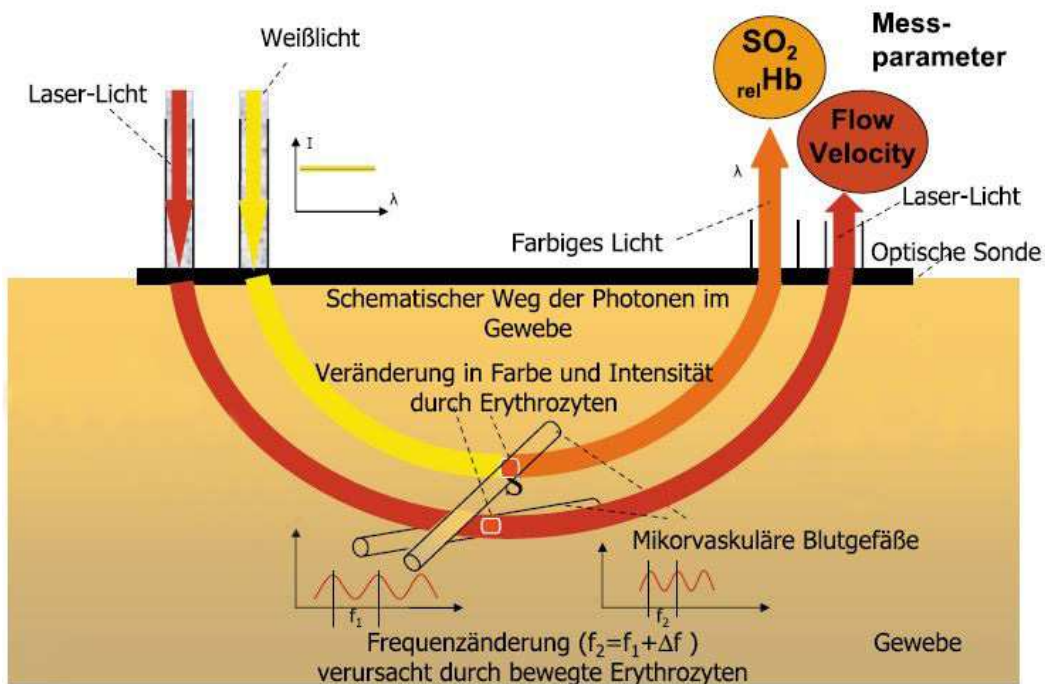 Weißlicht
Laser-Licht
I
λ
SO2
relHb
Mess-
parameter
Flow
Velocity
λ
Laser-Licht
Farbiges Licht
Optische Sonde
Schematischer Weg der Photonen im
Gewebe
Veränderung in Farbe und Intensität
durch Erythrozyten
S
Mikorvaskuläre Blutgefäße
f1
f2
Frequenzänderung (f2=f1+Δf )
verursacht durch bewegte Erythrozyten
Gewebe